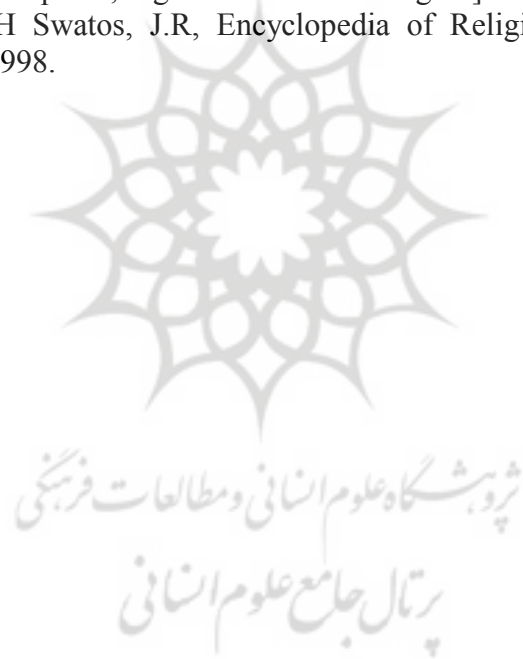 H Swatos, J.R, Encyclopedia of Religi
998.
پژوهشگاه علوم انسانی و مطالعات فرهنگی
پرتال جامع علوم انسانی